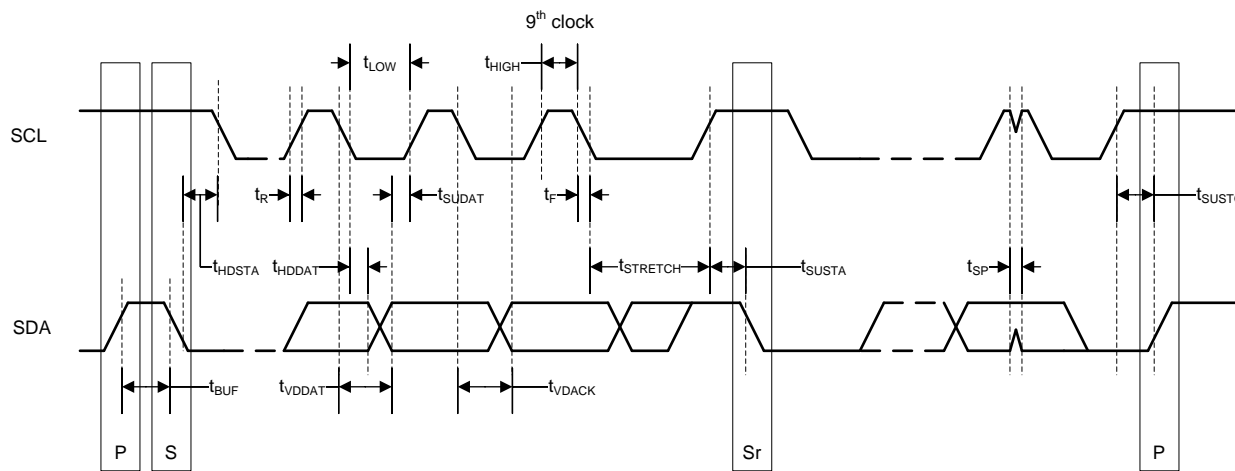 9th clock
tLOW
tHIGH
SCL
tR
tSUDAT
tF
tSUSTO
tHDSTA
tHDDAT
tSTRETCH
tSUSTA
tSP
SDA
tBUF
tVDDAT
tVDACK
P
S
Sr
P